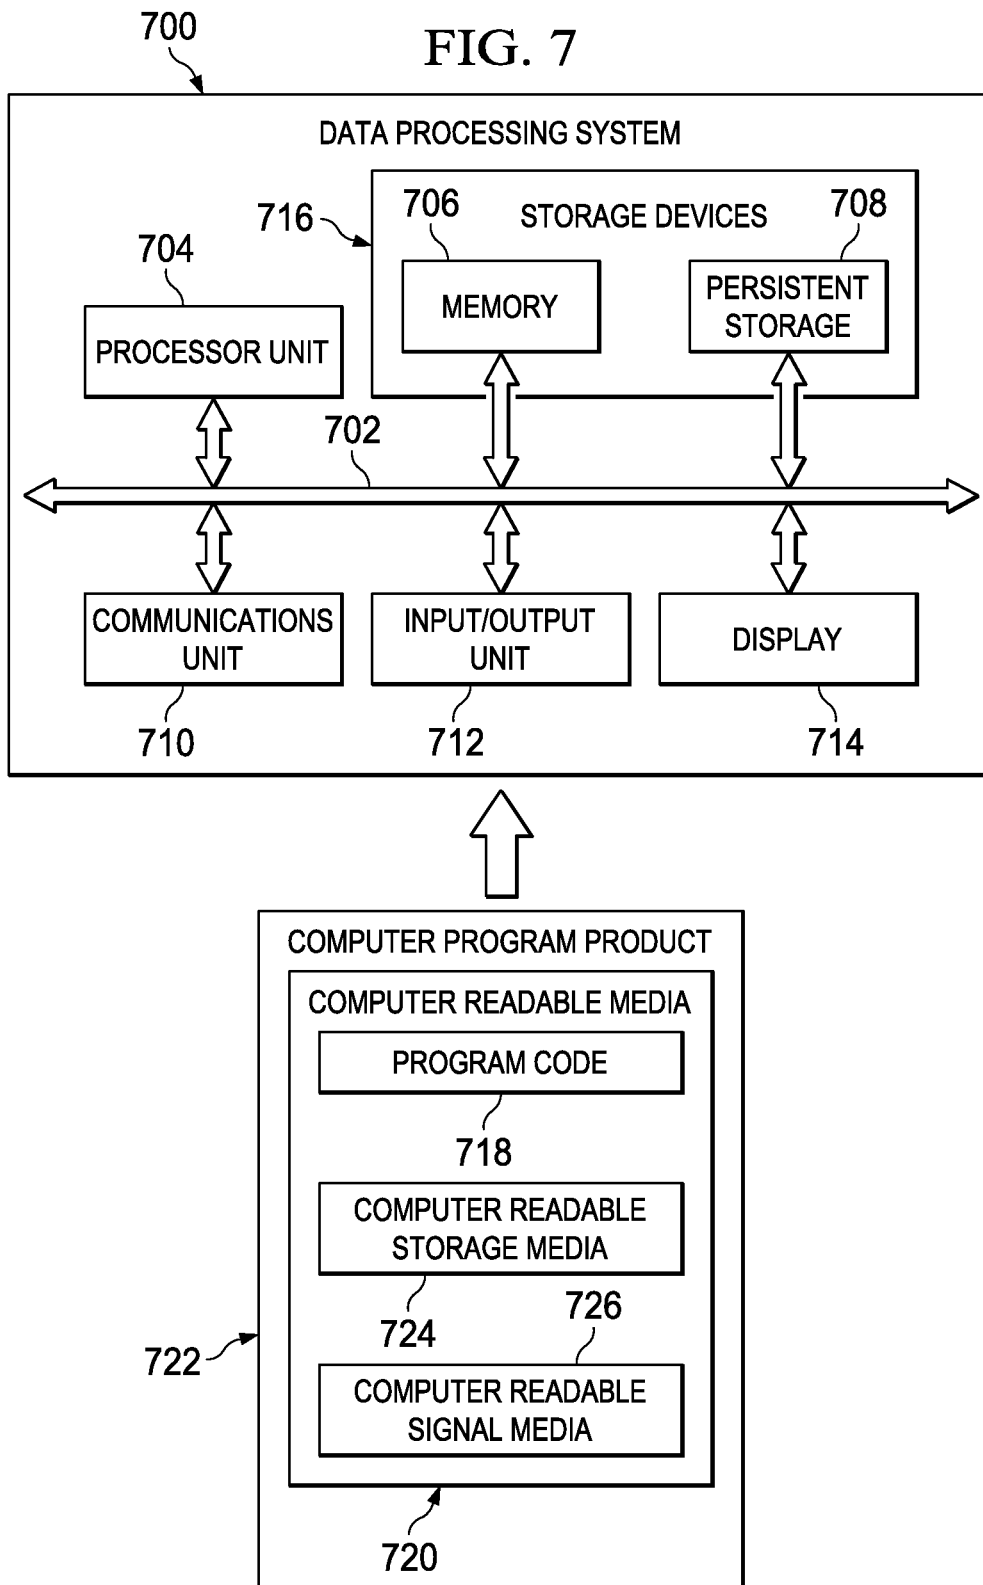 700
FIG. 7
DATA PROCESSING SYSTEM
716
706
STORAGE DEVICES
708
704
MEMORY
PERSISTENT
STORAGE
PROCESSOR UNIT
702
COMMUNICATIONS
UNIT
INPUT/OUTPUT
UNIT
DISPLAY
710
712
714
COMPUTER PROGRAM PRODUCT
COMPUTER READABLE MEDIA
PROGRAM CODE
718
COMPUTER READABLE
STORAGE MEDIA
724
726
722
COMPUTER READABLE
SIGNAL MEDIA
720